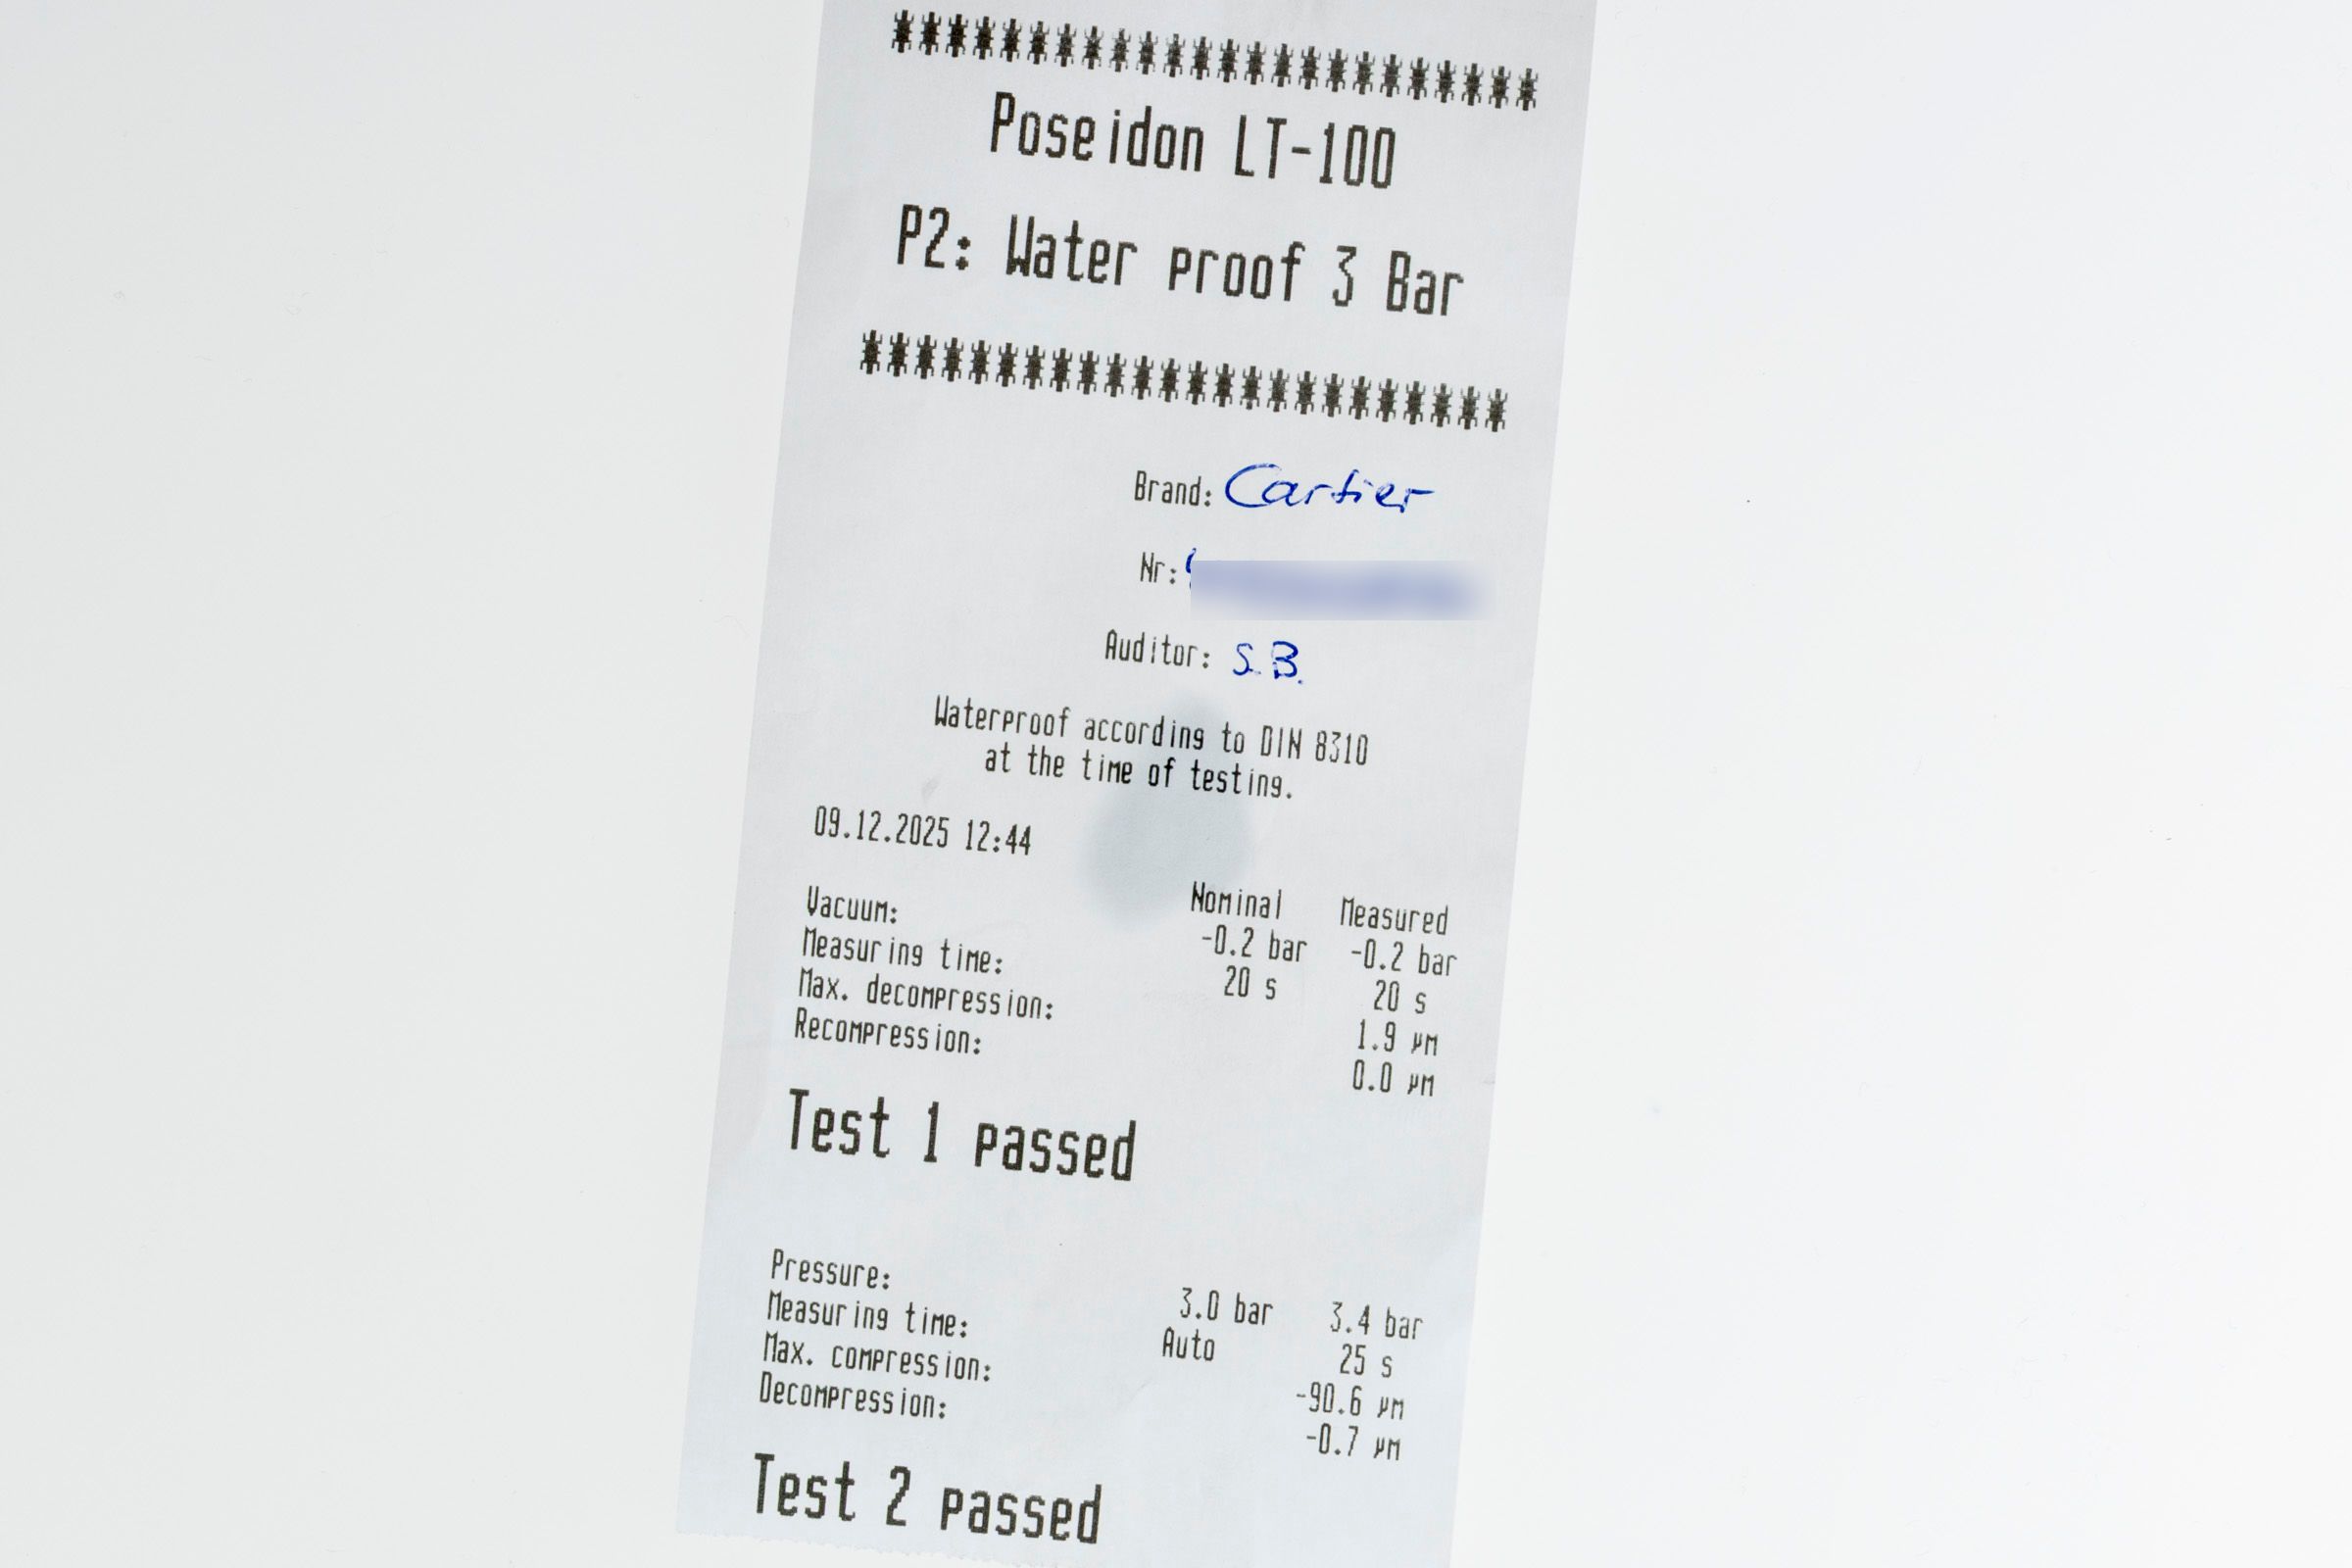 Poseidon LT-100
P2: Water proof 3 Bar
Brand: Cartier
Nr:
Auditor: S.B.
Waterproof according to DIN 8310
at the time of testing.
09.12.2025 12:44
Nominal Measured
Vacuum: -0.2 bar -0.2 bar
Measuring time: 20 s 20 s
Max. decompression: 1.9 µm
Recompression: 0.0 µm
Test 1 passed
Pressure: 3.0 bar 3.4 bar
Measuring time: Auto 25 s
Max. compression: -90.6 µm
Decompression: -0.7 µm
Test 2 passed